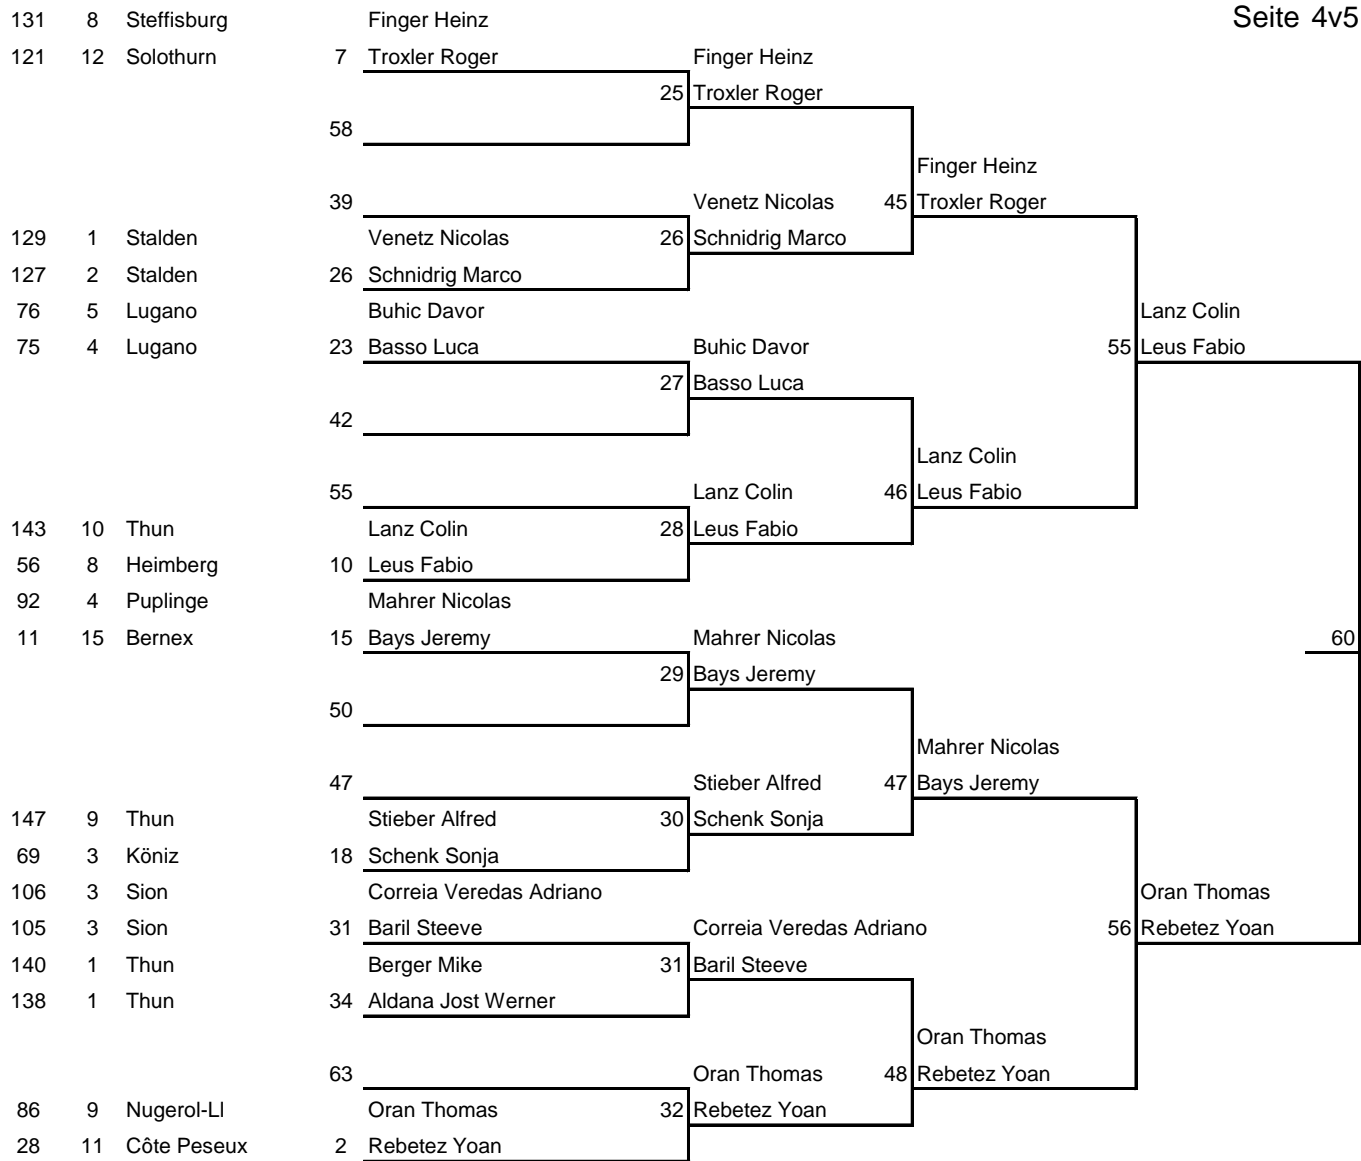 131 8 Steffisburg Finger Heinz Seite 4v5
121 12 Solothurn 7 Troxler Roger Finger Heinz
25 Troxler Roger
58
Finger Heinz
39 Venetz Nicolas 45 Troxler Roger
129 1 Stalden Venetz Nicolas 26 Schnidrig Marco
127 2 Stalden 26 Schnidrig Marco
76 5 Lugano Buhic Davor Lanz Colin
75 4 Lugano 23 Basso Luca Buhic Davor 55 Leus Fabio
27 Basso Luca
42
Lanz Colin
55 Lanz Colin 46 Leus Fabio
143 10 Thun Lanz Colin 28 Leus Fabio
56 8 Heimberg 10 Leus Fabio
92 4 Puplinge Mahrer Nicolas
11 15 Bernex 15 Bays Jeremy Mahrer Nicolas 60
29 Bays Jeremy
50
Mahrer Nicolas
47 Stieber Alfred 47 Bays Jeremy
147 9 Thun Stieber Alfred 30 Schenk Sonja
69 3 Köniz 18 Schenk Sonja
106 3 Sion Correia Veredas Adriano Oran Thomas
105 3 Sion 31 Baril Steeve Correia Veredas Adriano 56 Rebetez Yoan
140 1 Thun Berger Mike 31 Baril Steeve
138 1 Thun 34 Aldana Jost Werner
Oran Thomas
63 Oran Thomas 48 Rebetez Yoan
86 9 Nugerol-Ll Oran Thomas 32 Rebetez Yoan
28 11 Côte Peseux 2 Rebetez Yoan